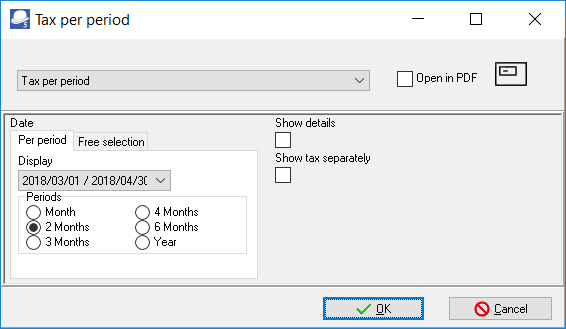 Tax per period
Tax per period
Open in PDF
Date
Per period
Free selection
Display
2018/03/01 / 2018/04/30
Periods
Month
4 Months
2 Months
6 Months
3 Months
Year
Show details
Show tax separately
OK
Cancel